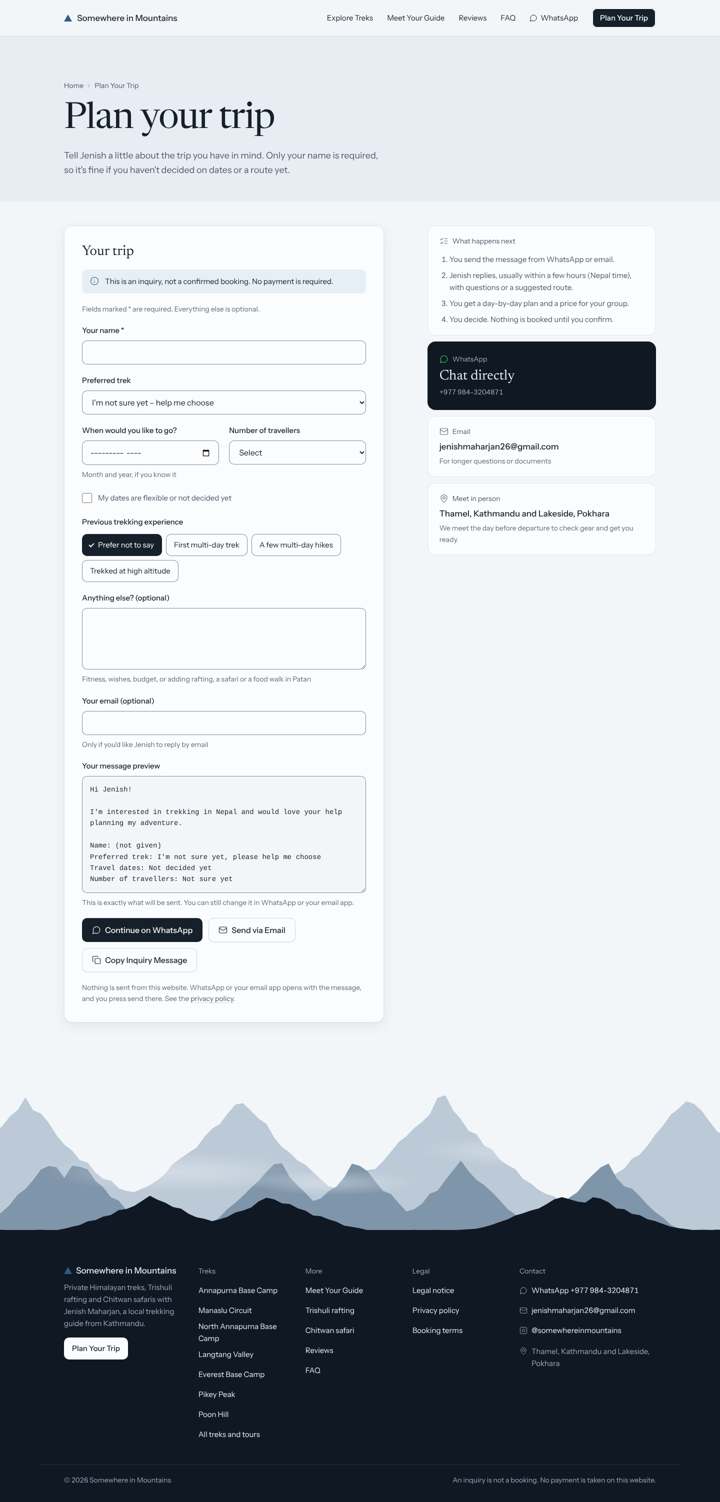 Somewhere in Mountains
Explore Treks
Meet Your Guide
Reviews
FAQ
WhatsApp
Plan Your Trip
Home › Plan Your Trip
Plan your trip
Tell Jenish a little about the trip you have in mind. Only your name is required,
so it's fine if you haven't decided on dates or a route yet.
Your trip
This is an inquiry, not a confirmed booking. No payment is required.
Fields marked * are required. Everything else is optional.
Your name *
Preferred trek
I'm not sure yet – help me choose
When would you like to go?
--------- ----
Month and year, if you know it
Number of travellers
Select
My dates are flexible or not decided yet
Previous trekking experience
Prefer not to say
First multi-day trek
A few multi-day hikes
Trekked at high altitude
Anything else? (optional)
Fitness, wishes, budget, or adding rafting, a safari or a food walk in Patan
Your email (optional)
Only if you'd like Jenish to reply by email
Your message preview
Hi Jenish!
I'm interested in trekking in Nepal and would love your help
planning my adventure.
Name: (not given)
Preferred trek: I'm not sure yet, please help me choose
Travel dates: Not decided yet
Number of travellers: Not sure yet
This is exactly what will be sent. You can still change it in WhatsApp or your email app.
Continue on WhatsApp
Send via Email
Copy Inquiry Message
Nothing is sent from this website. WhatsApp or your email app opens with the message,
and you press send there. See the privacy policy.
What happens next
1. You send the message from WhatsApp or email.
2. Jenish replies, usually within a few hours (Nepal time),
with questions or a suggested route.
3. You get a day-by-day plan and a price for your group.
4. You decide. Nothing is booked until you confirm.
WhatsApp
Chat directly
+977 984-3204871
Email
jenishmaharjan26@gmail.com
For longer questions or documents
Meet in person
Thamel, Kathmandu and Lakeside, Pokhara
We meet the day before departure to check gear and get you
ready.
Somewhere in Mountains
Private Himalayan treks, Trishuli
rafting and Chitwan safaris with
Jenish Maharjan, a local trekking
guide from Kathmandu.
Plan Your Trip
Treks
Annapurna Base Camp
Manaslu Circuit
North Annapurna Base
Camp
Langtang Valley
Everest Base Camp
Pikey Peak
Poon Hill
All treks and tours
More
Meet Your Guide
Trishuli rafting
Chitwan safari
Reviews
FAQ
Legal
Legal notice
Privacy policy
Booking terms
Contact
WhatsApp +977 984-3204871
jenishmaharjan26@gmail.com
@somewhereinmountains
Thamel, Kathmandu and Lakeside,
Pokhara
© 2026 Somewhere in Mountains
An inquiry is not a booking. No payment is taken on this website.